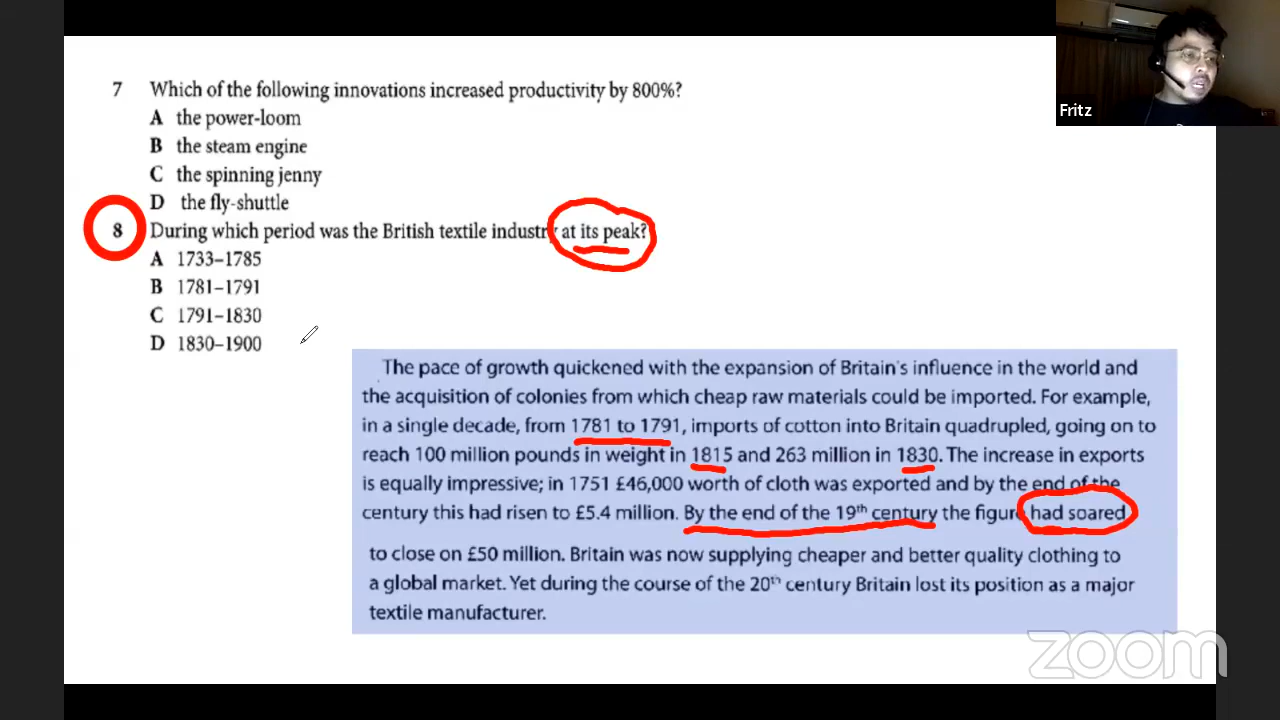 Fritz
7 Which of the following innovations increased productivity by 800%?
A the power-loom
B the steam engine
C the spinning jenny
D the fly-shuttle
8 During which period was the British textile industry at its peak?
A 1733–1785
B 1781–1791
C 1791–1830
D 1830–1900
The pace of growth quickened with the expansion of Britain's influence in the world and
the acquisition of colonies from which cheap raw materials could be imported. For example,
in a single decade, from 1781 to 1791, imports of cotton into Britain quadrupled, going on to
reach 100 million pounds in weight in 1815 and 263 million in 1830. The increase in exports
is equally impressive; in 1751 £46,000 worth of cloth was exported and by the end of the
century this had risen to £5.4 million. By the end of the 19th century the figure had soared
to close on £50 million. Britain was now supplying cheaper and better quality clothing to
a global market. Yet during the course of the 20th century Britain lost its position as a major
textile manufacturer.
zoom